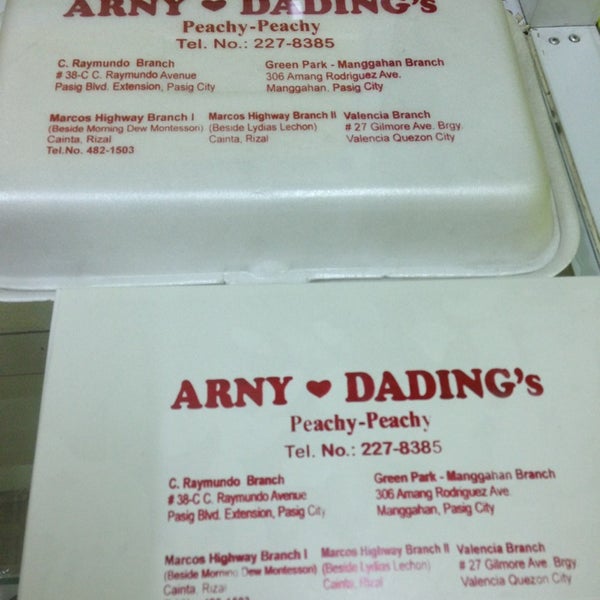 ARNY ♥ DADING's
Peachy-Peachy
Tel. No.: 227-8385
C. Raymundo Branch
# 38-C C. Raymundo Avenue
Pasig Blvd. Extension, Pasig City
Green Park - Manggahan Branch
306 Amang Rodriguez Ave.
Manggahan, Pasig City
Marcos Highway Branch I
(Beside Morning Dew Montesson)
Cainta, Rizal
Tel.No. 482-1503
Marcos Highway Branch II
(Beside Lydias Lechon)
Cainta, Rizal
Valencia Branch
# 27 Gilmore Ave. Brgy.
Valencia Quezon City
ARNY ♥ DADING's
Peachy-Peachy
Tel. No.: 227-8385
C. Raymundo Branch
# 38-C C. Raymundo Avenue
Pasig Blvd. Extension, Pasig City
Green Park - Manggahan Branch
306 Amang Rodriguez Ave.
Manggahan, Pasig City
Marcos Highway Branch I
(Beside Morning Dew Montesson)
Cainta, Rizal
Tel.No. 482-1503
Marcos Highway Branch II
(Beside Lydias Lechon)
Cainta, Rizal
Valencia Branch
# 27 Gilmore Ave. Brgy
Valencia Quezon City